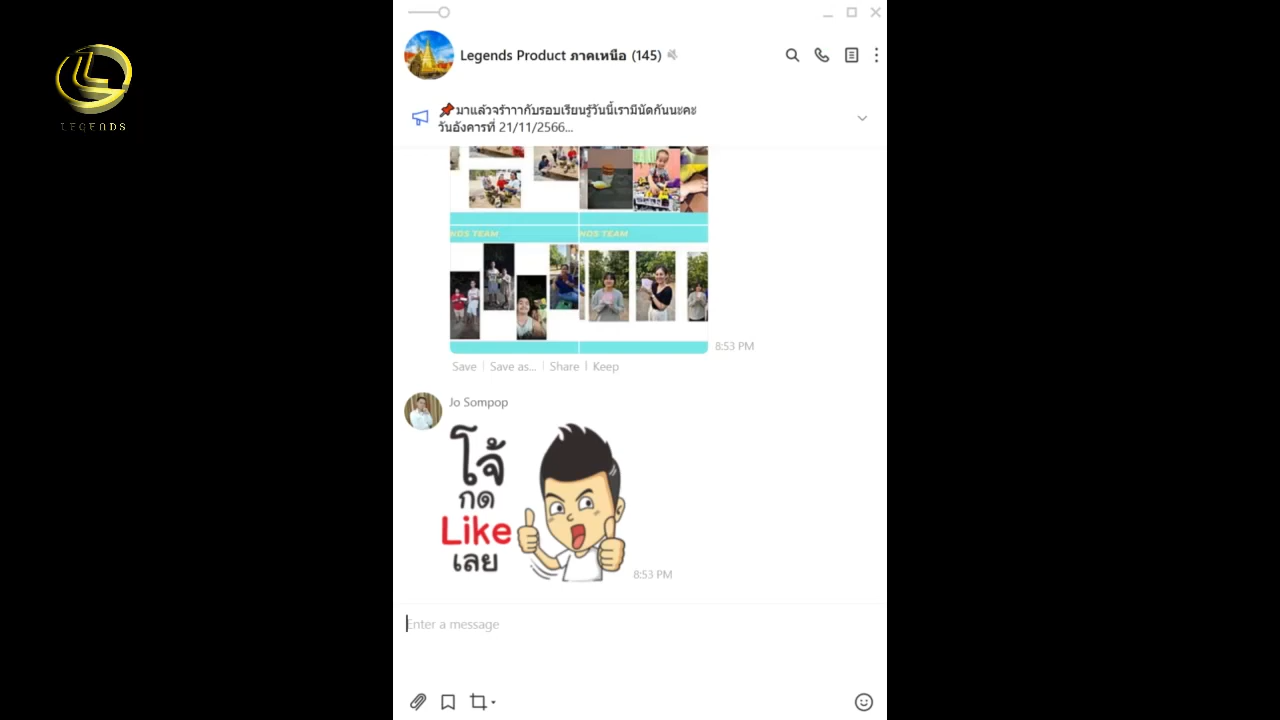 Legends Product ภาคเหนือ (145)
LEGENDS
มาแล้วจร้าาากับรอบเรียนรู้วันนี้เรามีนัดกันนะคะ
วันอังคารที่ 21/11/2566...
NDS TEAM
NDS TEAM
8:53 PM
Save
Save as...
Share
Keep
Jo Sompop
โจ้
กด
Like
เลย
8:53 PM
Enter a message